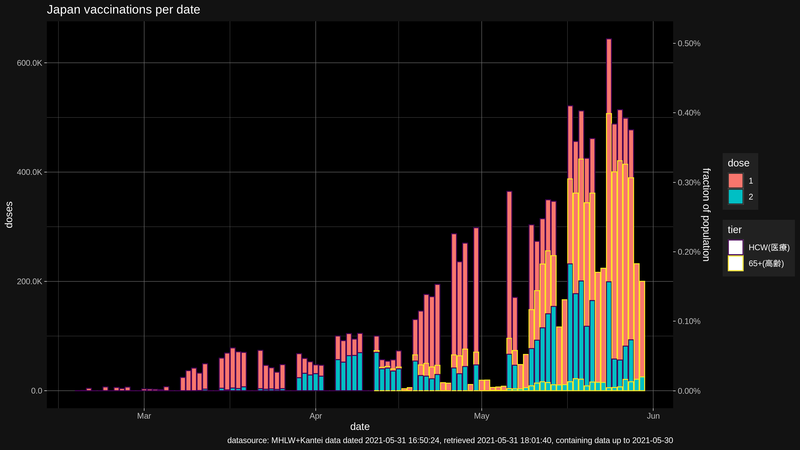 Japan vaccinations per date
600.0K
400.0K
200.0K
0.0
doses
0.50%
0.40%
0.30%
0.20%
0.10%
0.00%
fraction of population
Mar
Apr
May
Jun
date
dose
1
2
tier
HCW(医療)
65+(高齢)
datasource: MHLW+Kantei data dated 2021-05-31 16:50:24, retrieved 2021-05-31 18:01:40, containing data up to 2021-05-30